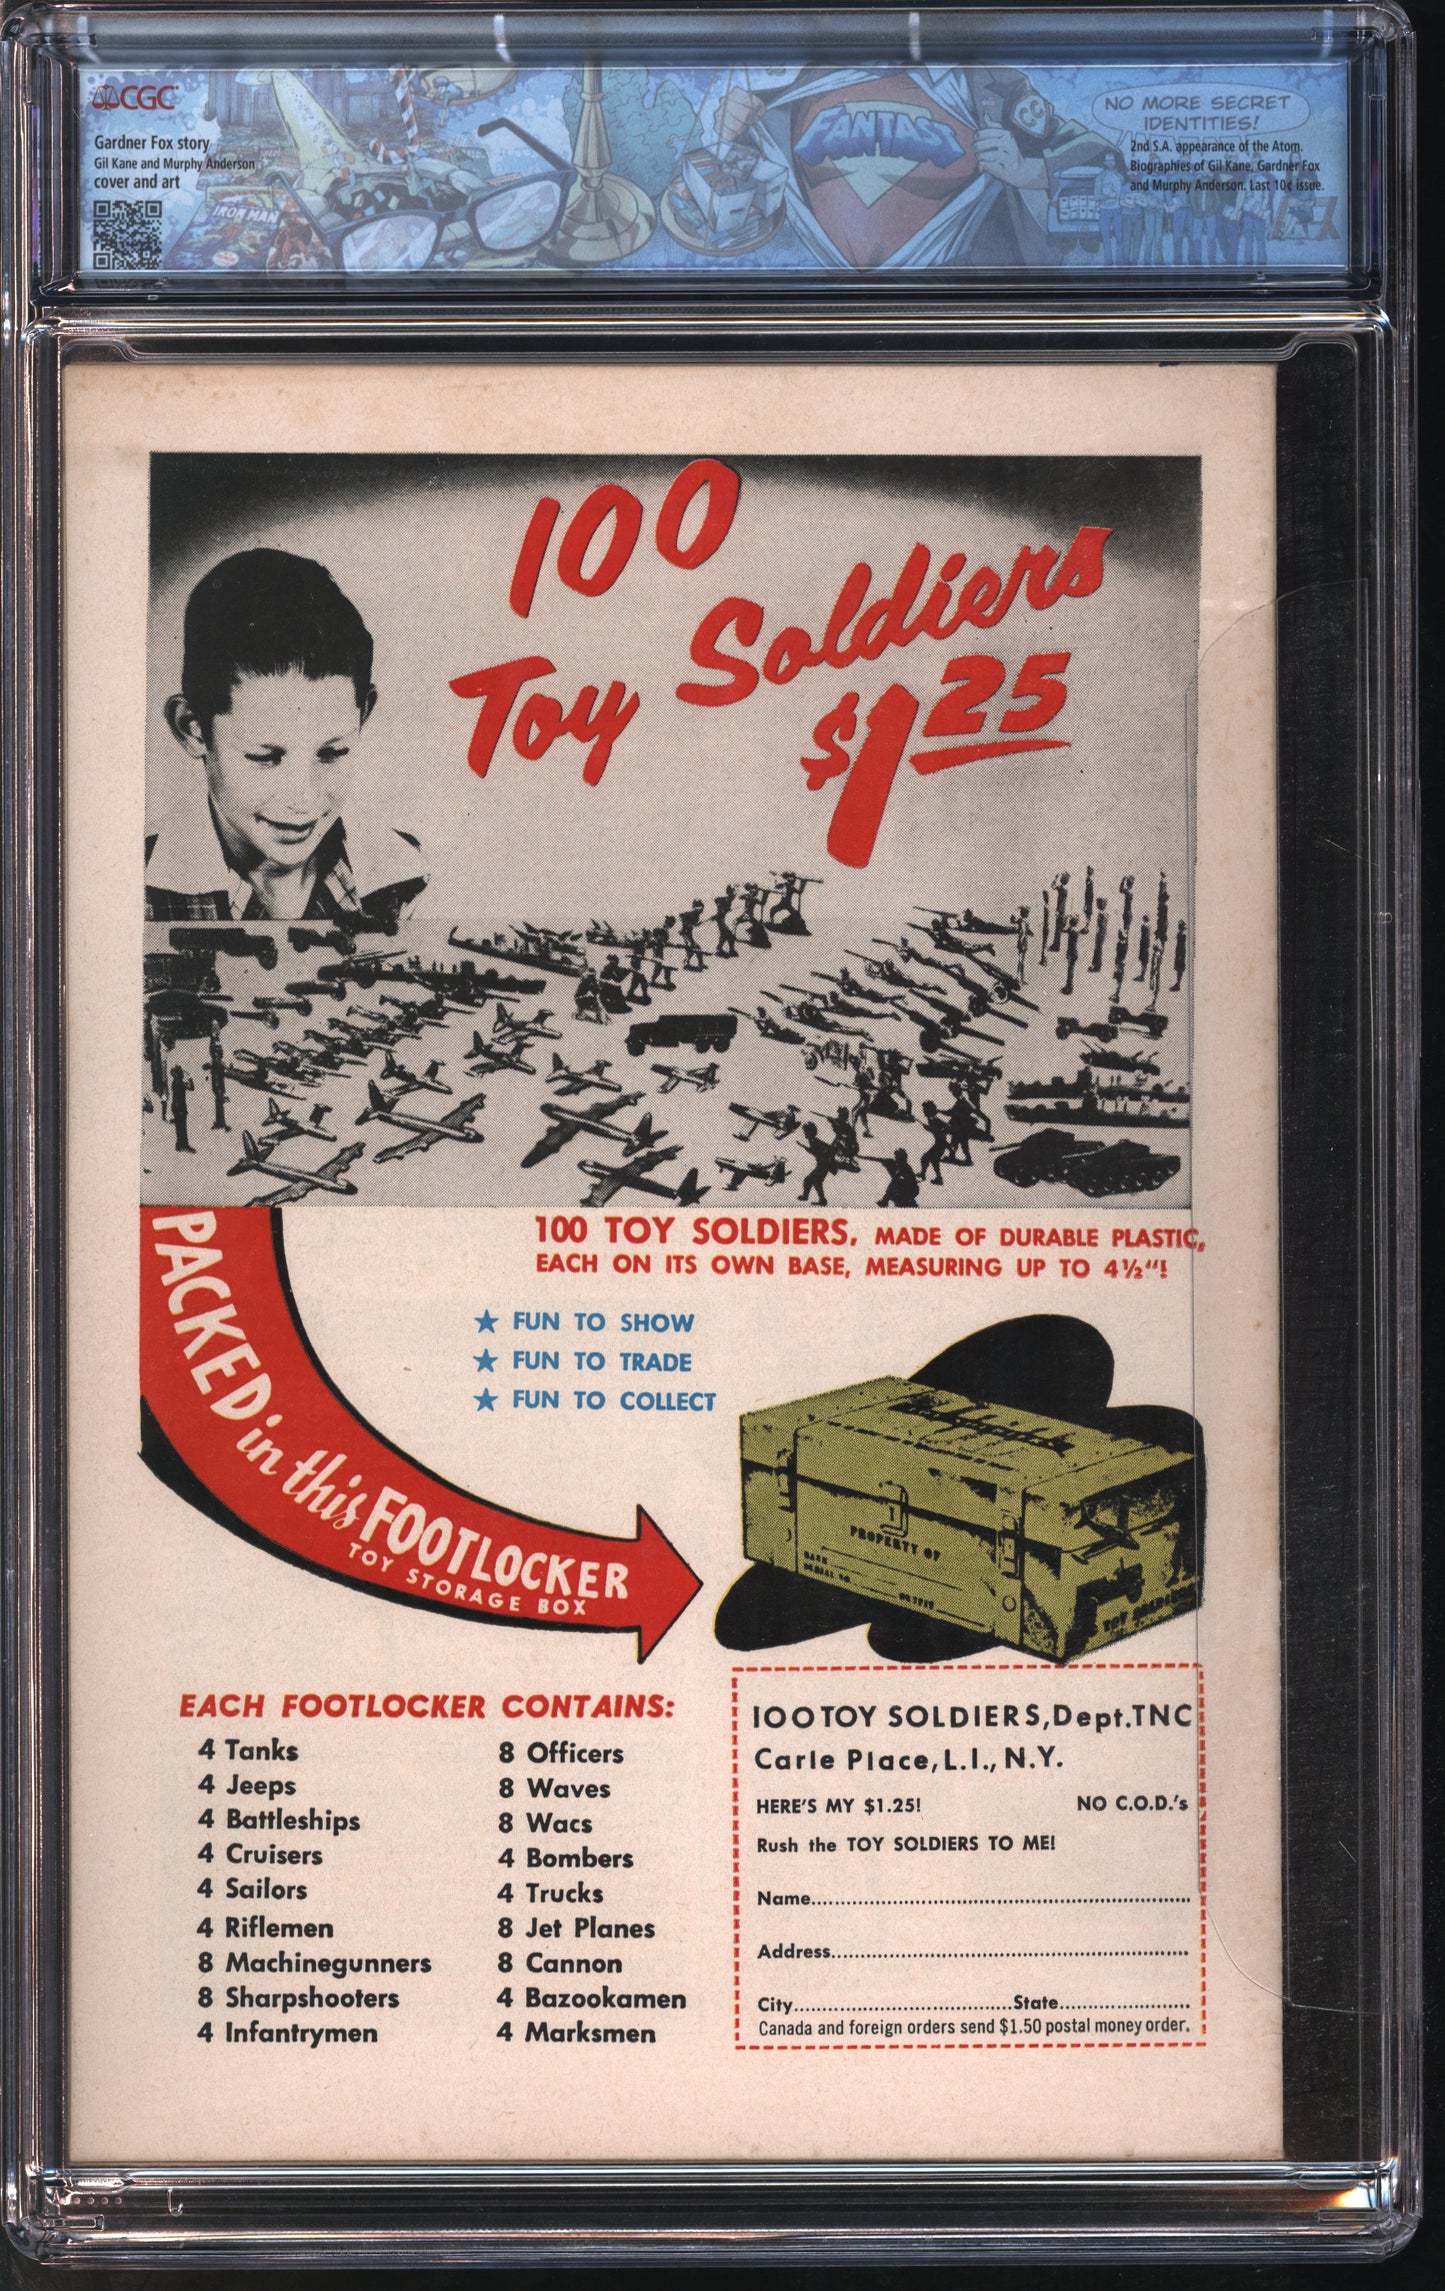 CGC
Gardner Fox story
Gil Kane and Murphy Anderson
cover and art
IRON MAN
FANTAST
NO MORE SECRET
IDENTITIES!
2nd S.A. appearance of the Atom.
Biographies of Gil Kane, Gardner Fox
and Murphy Anderson. Last 10¢ issue.
100
Toy Soldiers
$1.25
PACKED in this FOOTLOCKER
TOY STORAGE BOX
100 TOY SOLDIERS, MADE OF DURABLE PLASTIC,
EACH ON ITS OWN BASE, MEASURING UP TO 4½"!
★ FUN TO SHOW
★ FUN TO TRADE
★ FUN TO COLLECT
PROPERTY OF
EACH FOOTLOCKER CONTAINS:
4 Tanks
4 Jeeps
4 Battleships
4 Cruisers
4 Sailors
4 Riflemen
8 Machinegunners
8 Sharpshooters
4 Infantrymen
8 Officers
8 Waves
8 Wacs
4 Bombers
4 Trucks
8 Jet Planes
8 Cannon
4 Bazookamen
4 Marksmen
100 TOY SOLDIERS, Dept. TNC
Carle Place, L.I., N.Y.
HERE'S MY $1.25! NO C.O.D.'s
Rush the TOY SOLDIERS TO ME!
Name
Address
City State
Canada and foreign orders send $1.50 postal money order.